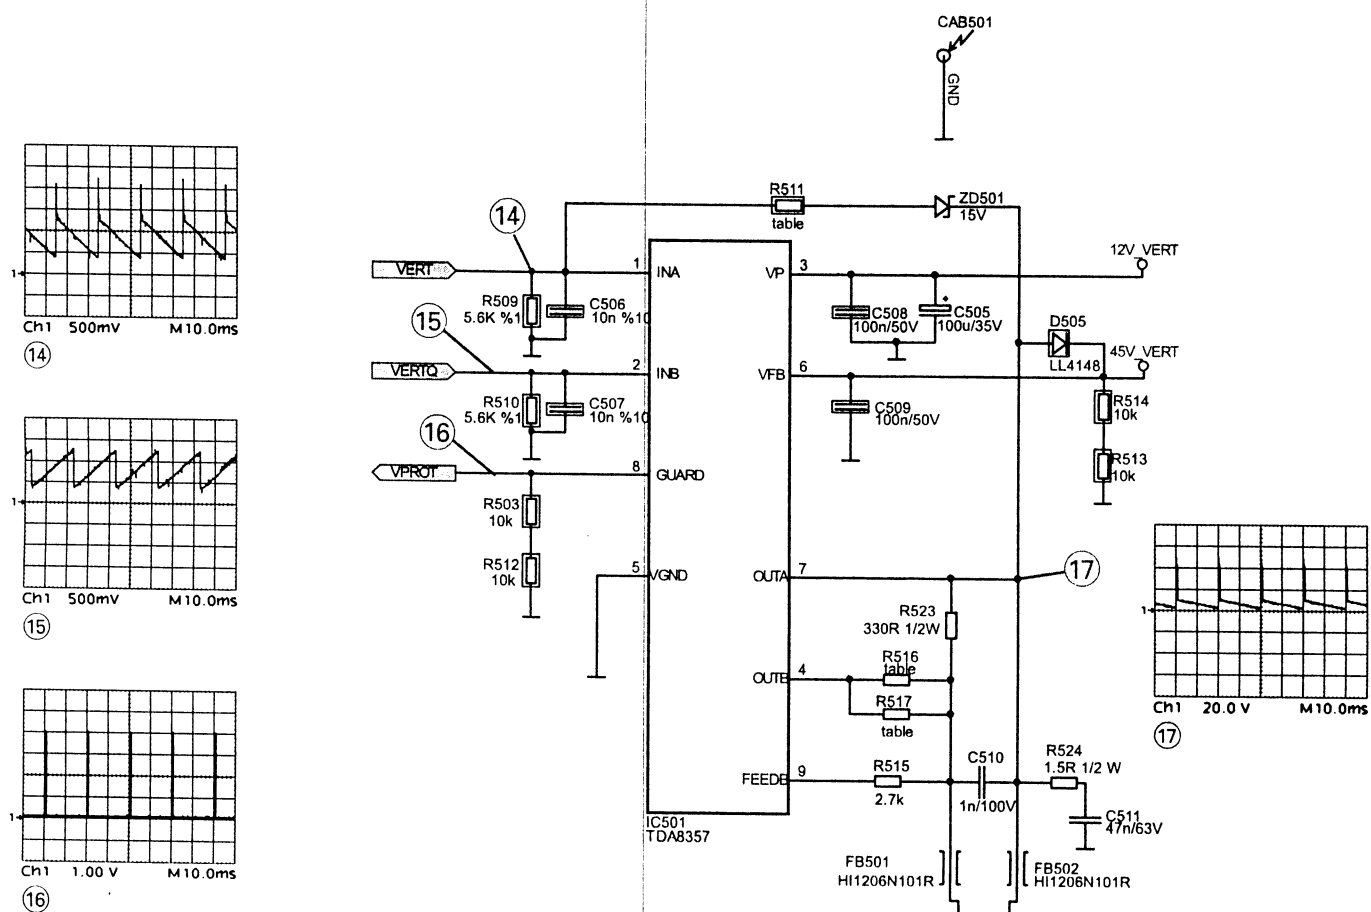 CAB501
GND
R511
table
ZD501
15V
14
VERT
1
INA
VP
3
12V_VERT
R509
5.6K %1
C506
10n %10
C508
100n/50V
C505
100u/35V
15
D505
LL4148
45V_VERT
VERTQ
2
INB
VFB
6
R510
5.6K %1
C507
10n %10
C509
100n/50V
R514
10k
16
VPROT
8
GUARD
R513
10k
R503
10k
R512
10k
5
VGND
OUTA
7
17
R523
330R 1/2W
OUTB
4
R516
table
R517
table
FEEDB
9
R515
2.7k
C510
1n/100V
R524
1.5R 1/2 W
C511
47n/63V
IC501
TDA8357
FB501
HI1206N101R
FB502
HI1206N101R
1
Ch1 500mV M10.0ms
14
1
Ch1 500mV M10.0ms
15
1
Ch1 1.00 V M10.0ms
16
1
Ch1 20.0 V M10.0ms
17